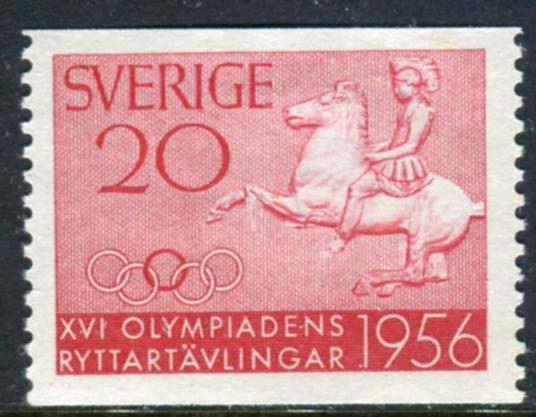 SVERIGE
20
XVI OLYMPIADENS
RYTTARTÄVLINGAR 1956